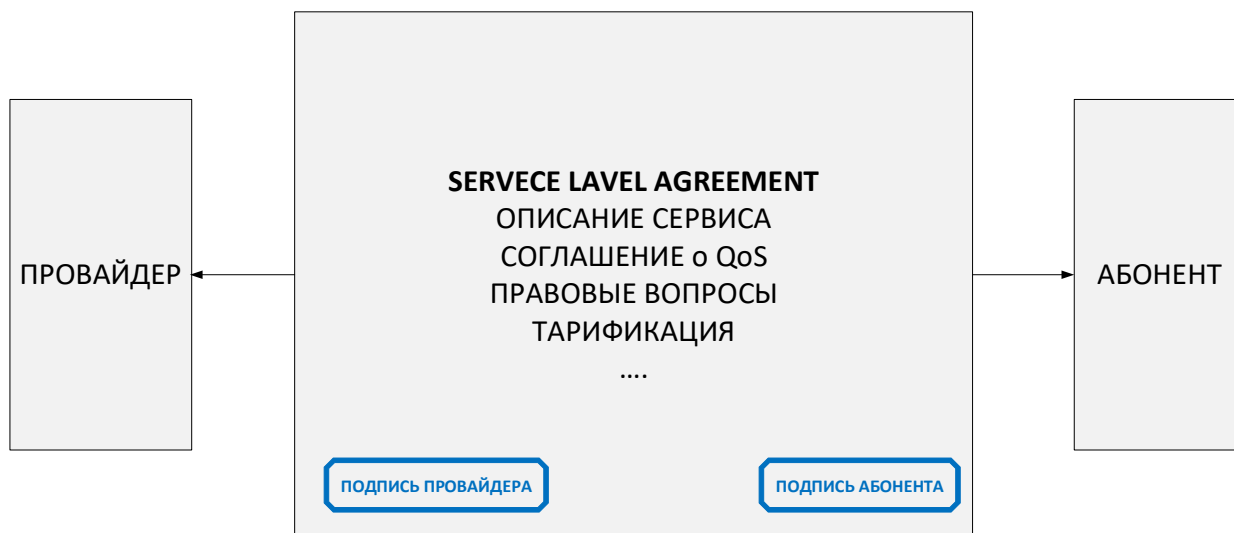 SERVECE LAVEL AGREEMENT
ОПИСАНИЕ СЕРВИСА
СОГЛАШЕНИЕ о QoS
ПРОВАЙДЕР
АБОНЕНТ
ПРАВОВЫЕ ВОПРОСЫ
ТАРИФИКАЦИЯ
....
ПОДПИСЬ ПРОВАЙДЕРА
ПОДПИСЬ АБОНЕНТА